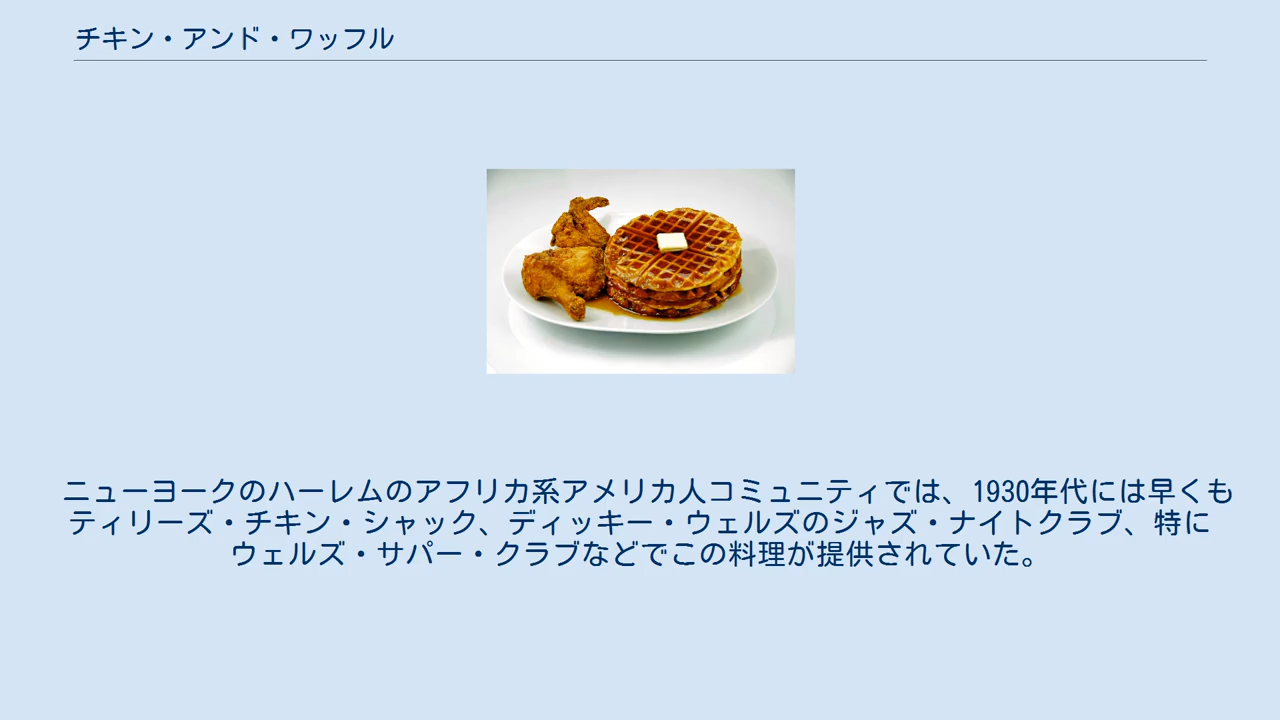 チキン・アンド・ワッフル
ニューヨークのハーレムのアフリカ系アメリカ人コミュニティでは、1930年代には早くも
ティリーズ・チキン・シャック、ディッキー・ウェルズのジャズ・ナイトクラブ、特に
ウェルズ・サパー・クラブなどでこの料理が提供されていた。